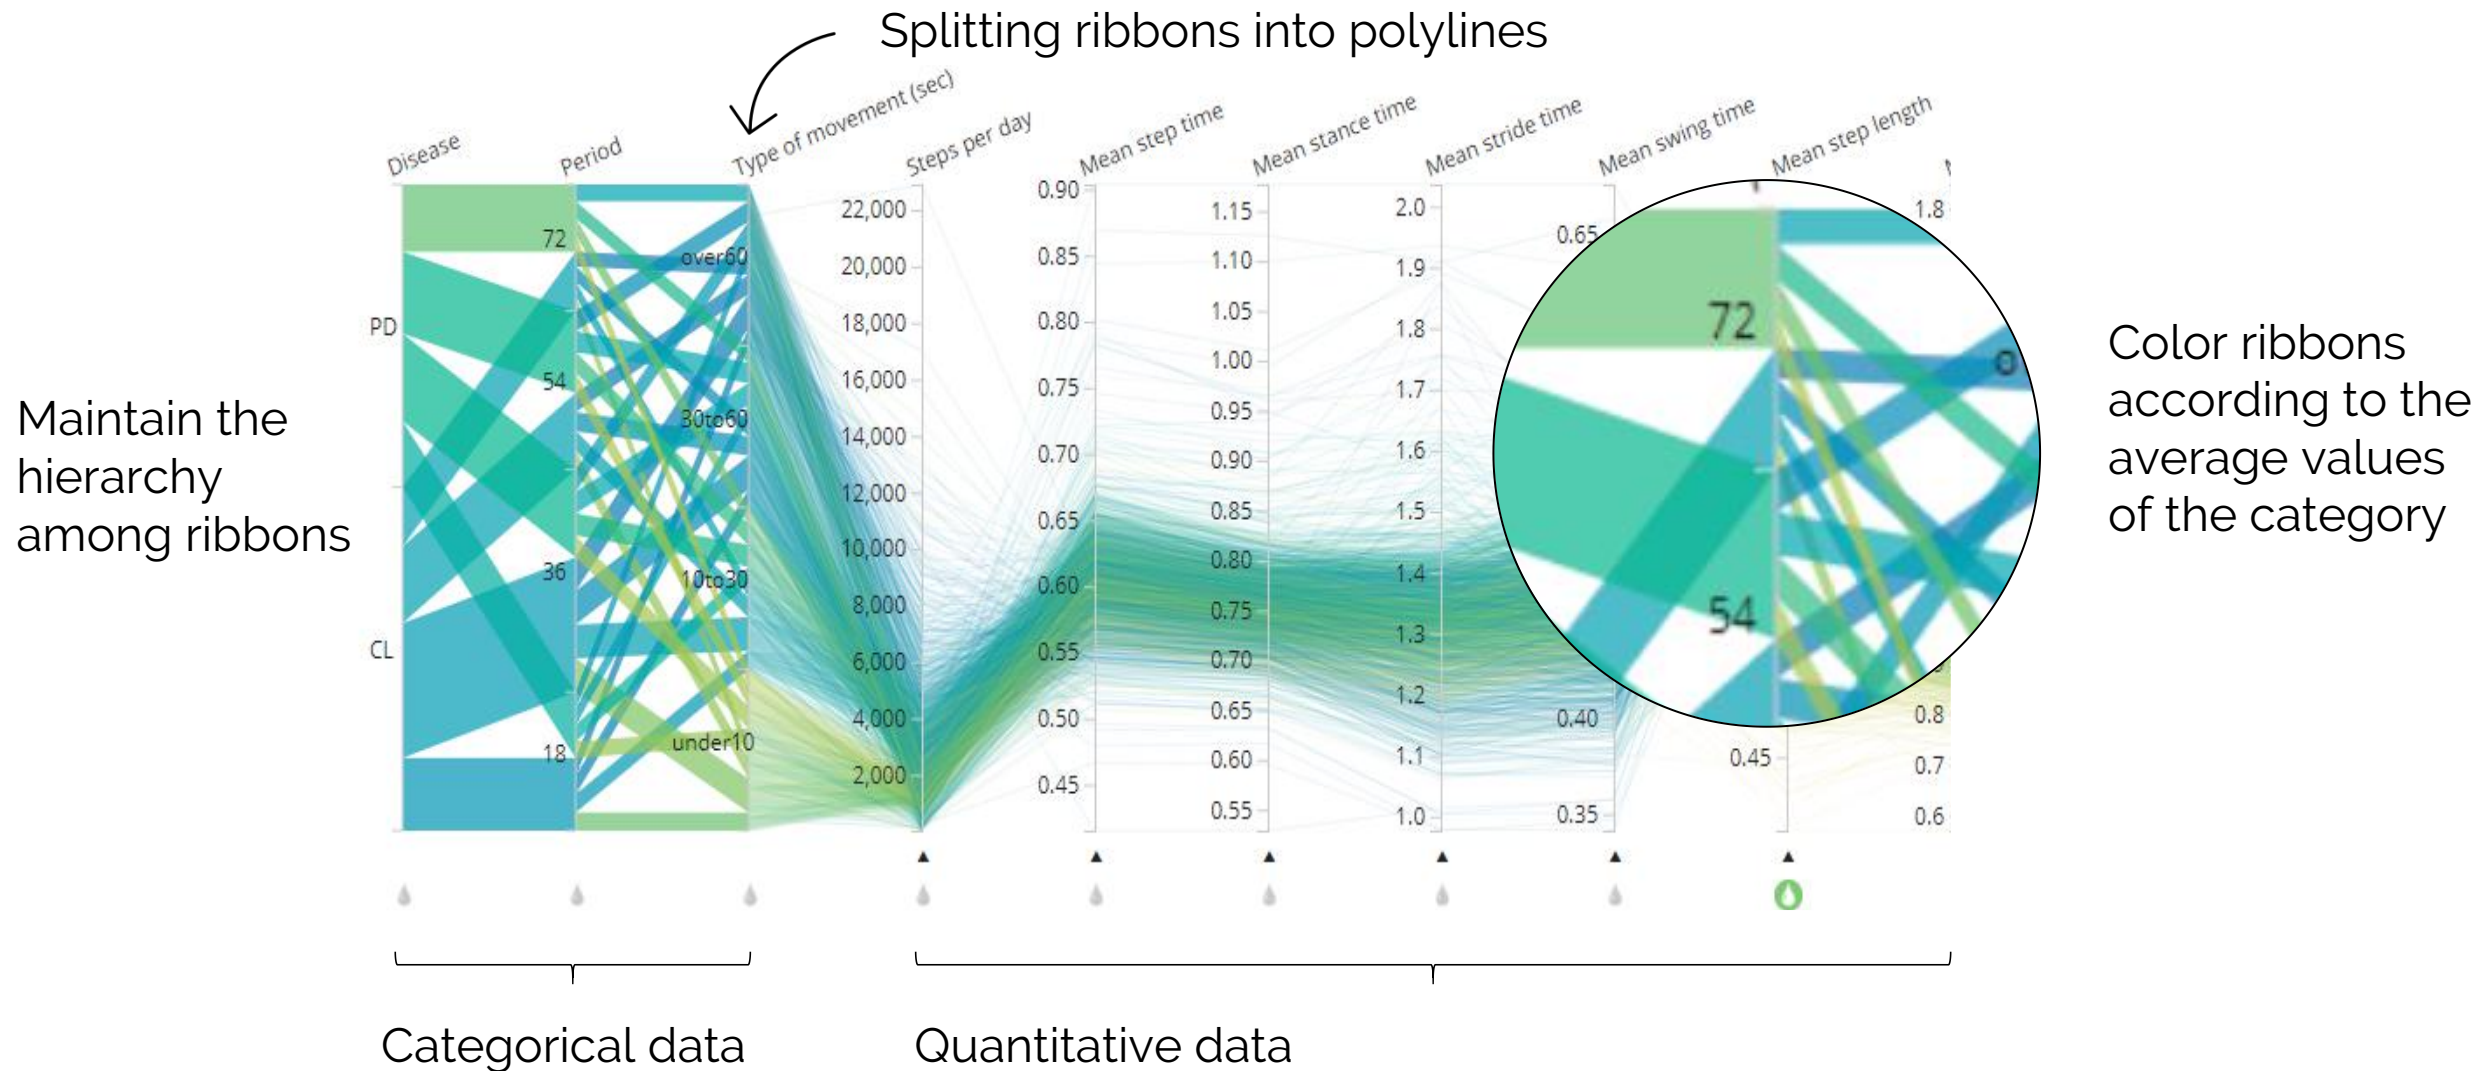 Splitting ribbons into polylines
Disease
Period
Type of movement (sec)
Steps per day
Mean step time
Mean stance time
Mean stride time
Mean swing time
Mean step length
PD
CL
72
54
36
18
over60
30to60
10to30
under10
22,000
20,000
18,000
16,000
14,000
12,000
10,000
8,000
6,000
4,000
2,000
0.90
0.85
0.80
0.75
0.70
0.65
0.60
0.55
0.50
0.45
1.15
1.10
1.05
1.00
0.95
0.90
0.85
0.80
0.75
0.70
0.65
0.60
0.55
2.0
1.9
1.8
1.7
1.6
1.5
1.4
1.3
1.2
1.1
1.0
0.65
0.40
0.35
72
54
0.45
1.8
0.8
0.7
0.6
Maintain the
hierarchy
among ribbons
Color ribbons
according to the
average values
of the category
Categorical data
Quantitative data